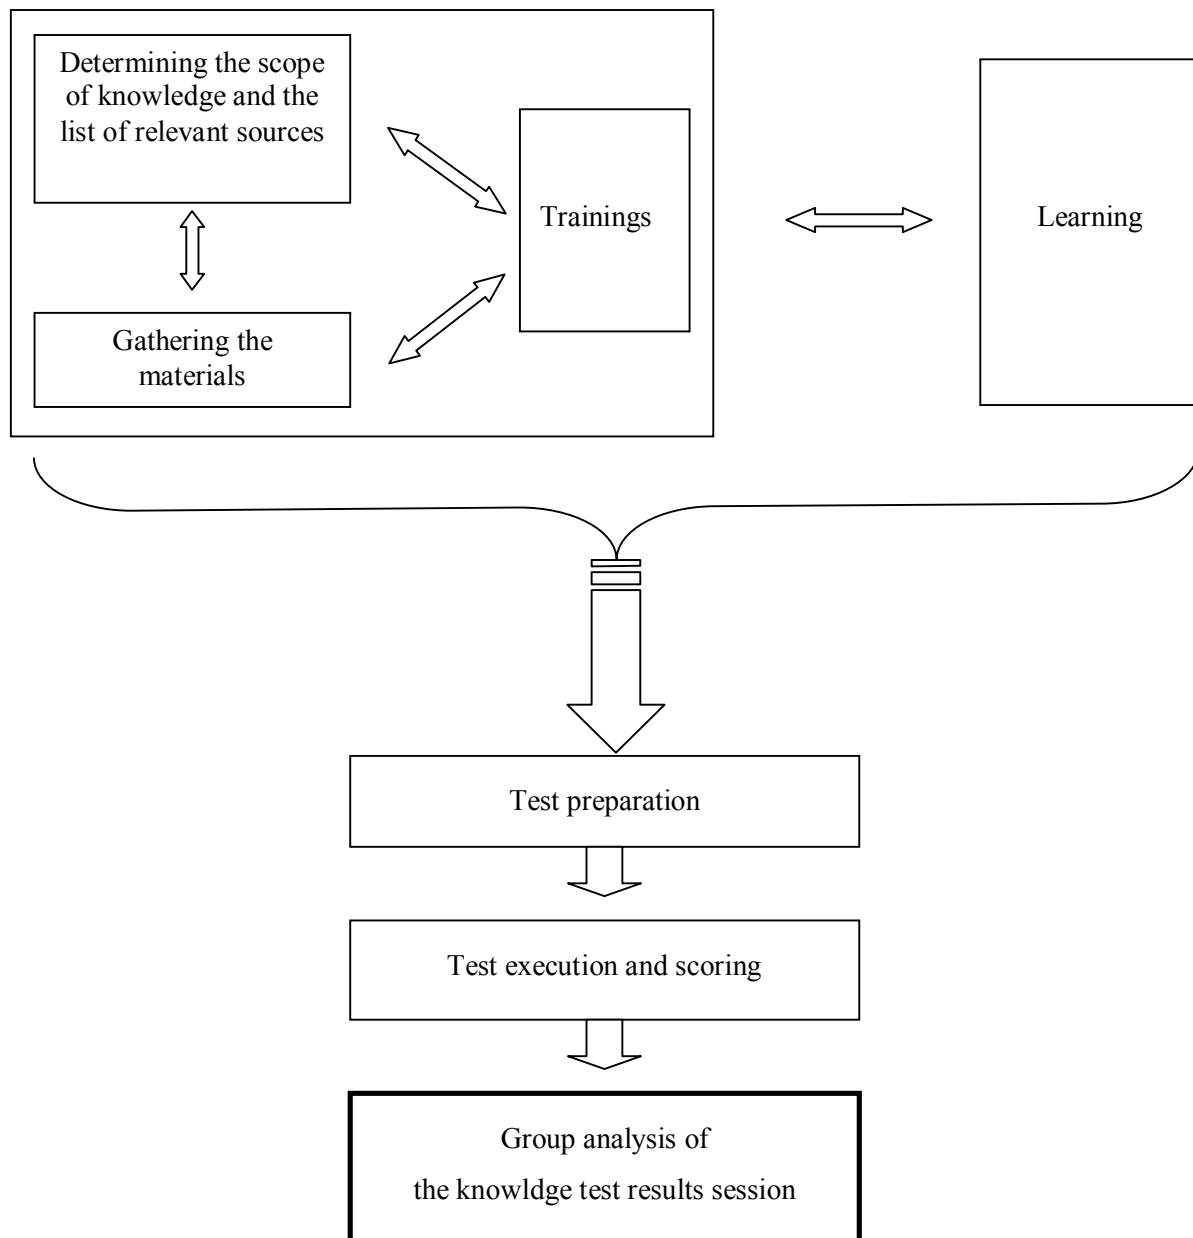 Determining the scope
of knowledge and the
list of relevant sources
Trainings
Learning
Gathering the
materials
Test preparation
Test execution and scoring
Group analysis of
the knowldge test results session